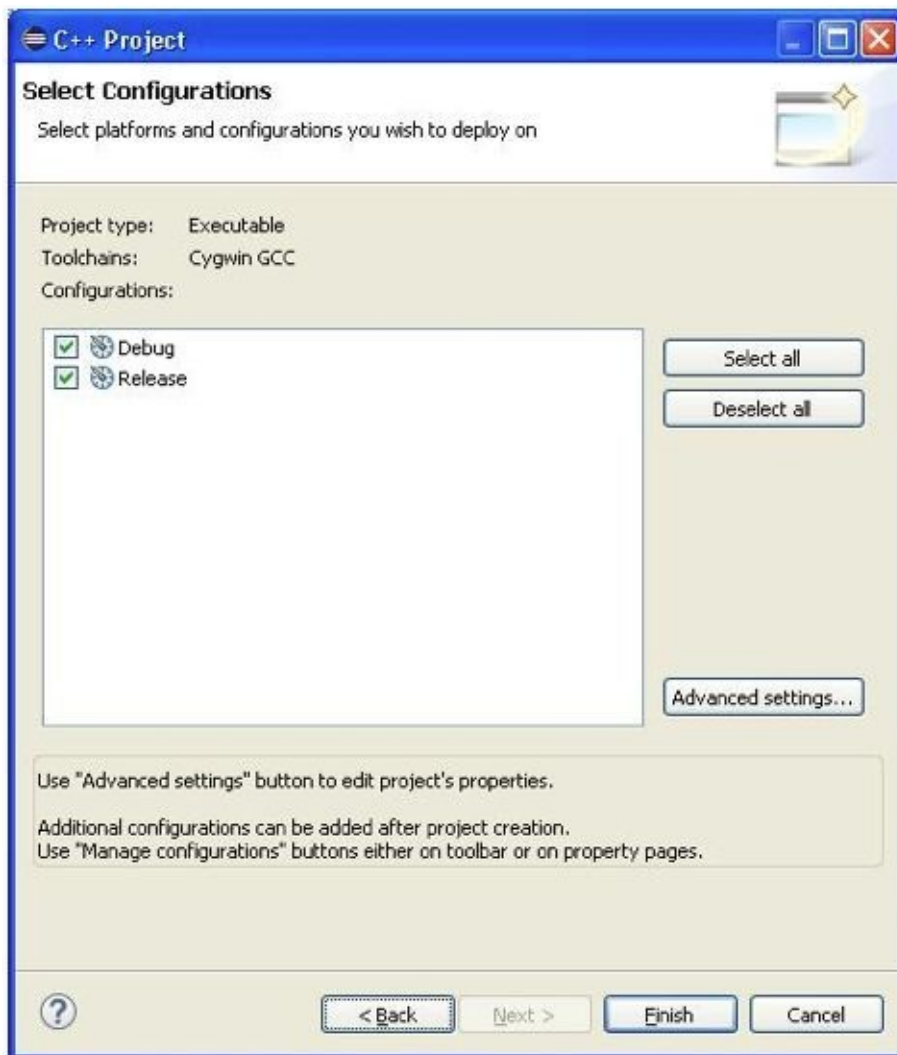 C++ Project
Select Configurations
Select platforms and configurations you wish to deploy on
Project type: Executable
Toolchains: Cygwin GCC
Configurations:
Debug
Release
Select all
Deselect all
Advanced settings...
Use "Advanced settings" button to edit project's properties.
Additional configurations can be added after project creation.
Use "Manage configurations" buttons either on toolbar or on property pages.
?
< Back
Next >
Finish
Cancel